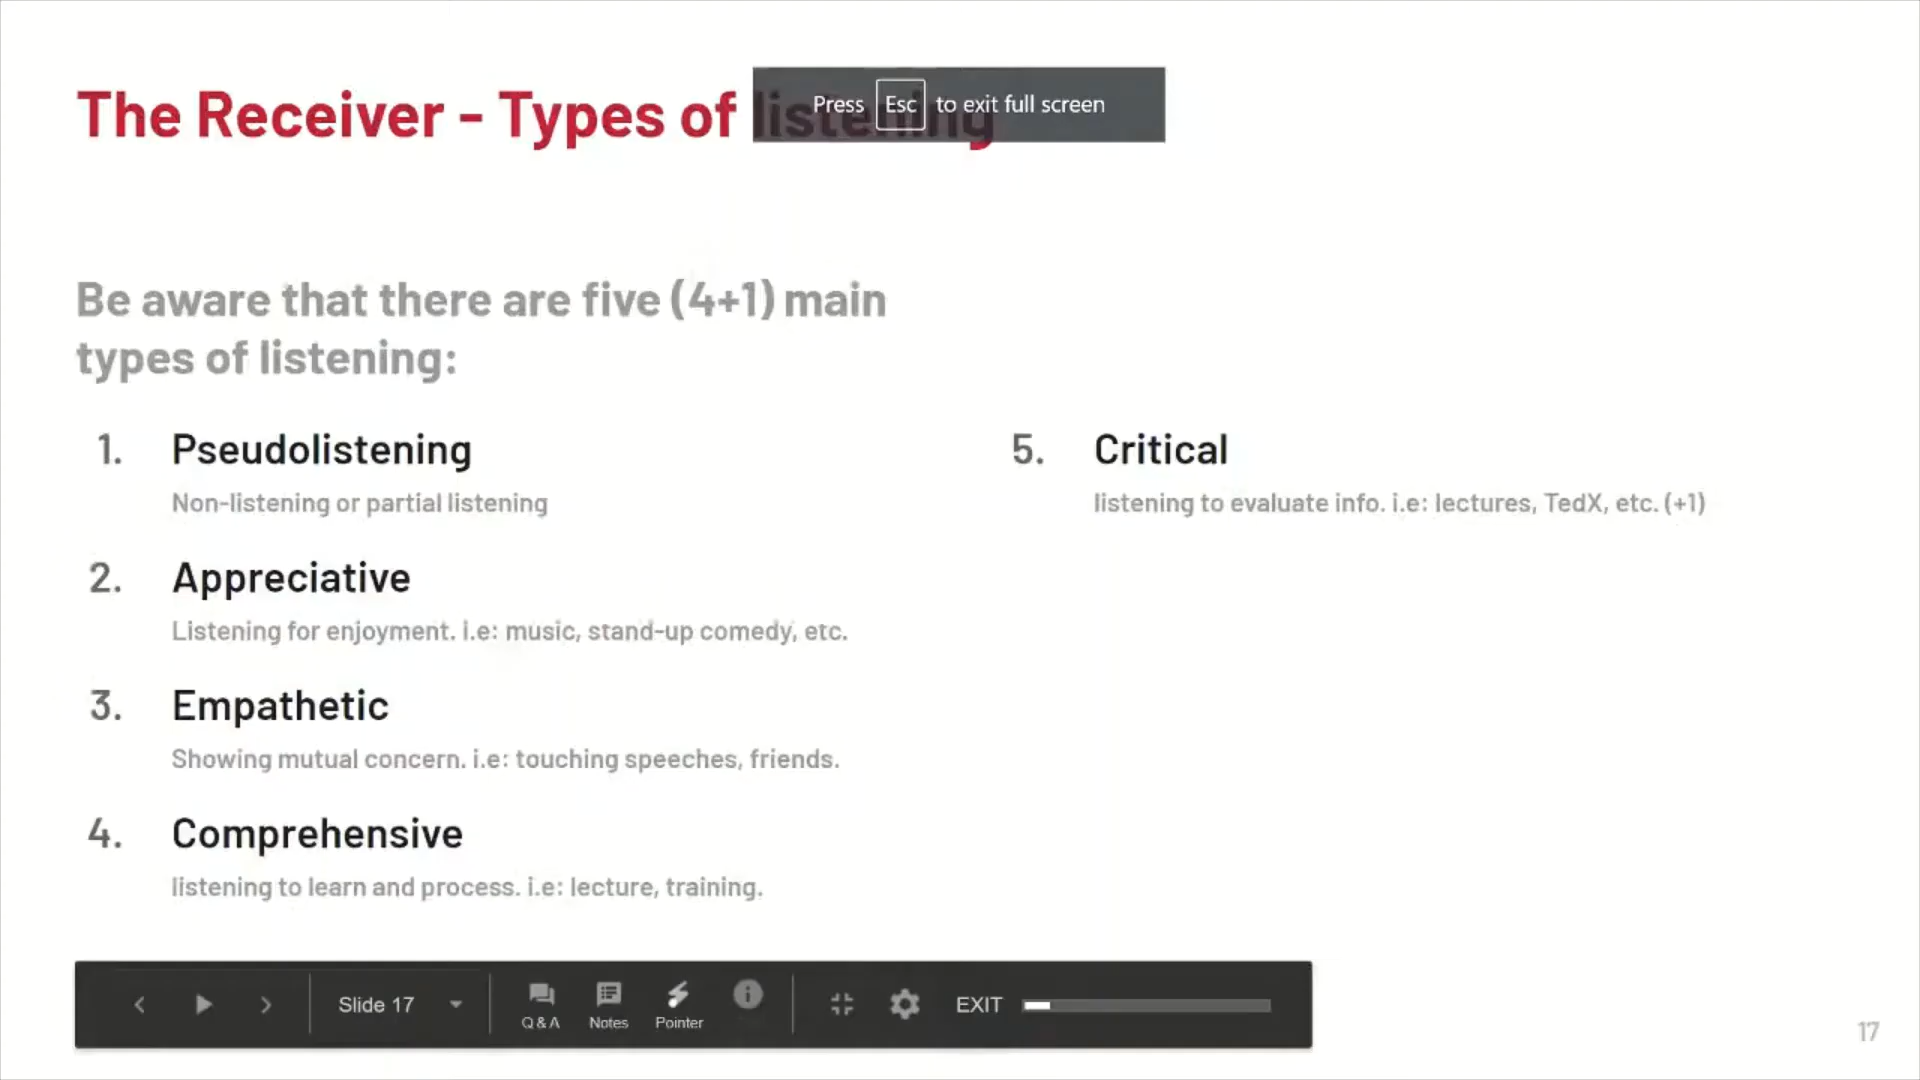 The Receiver - Types of listening
Press Esc to exit full screen
Be aware that there are five (4+1) main
types of listening:
1. Pseudolistening
Non-listening or partial listening
2. Appreciative
Listening for enjoyment. i.e: music, stand-up comedy, etc.
3. Empathetic
Showing mutual concern. i.e: touching speeches, friends.
4. Comprehensive
listening to learn and process. i.e: lecture, training.
5. Critical
listening to evaluate info. i.e: lectures, TedX, etc. (+1)
Slide 17
Q & A
Notes
Pointer
EXIT
17